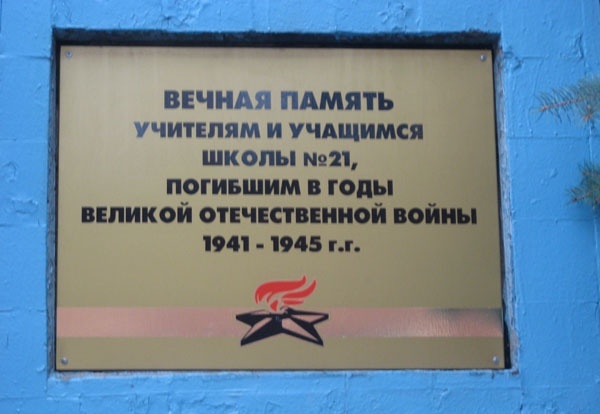 ВЕЧНАЯ ПАМЯТЬ
УЧИТЕЛЯМ И УЧАЩИМСЯ
ШКОЛЫ №21,
ПОГИБШИМ В ГОДЫ
ВЕЛИКОЙ ОТЕЧЕСТВЕННОЙ ВОЙНЫ
1941 - 1945 г.г.